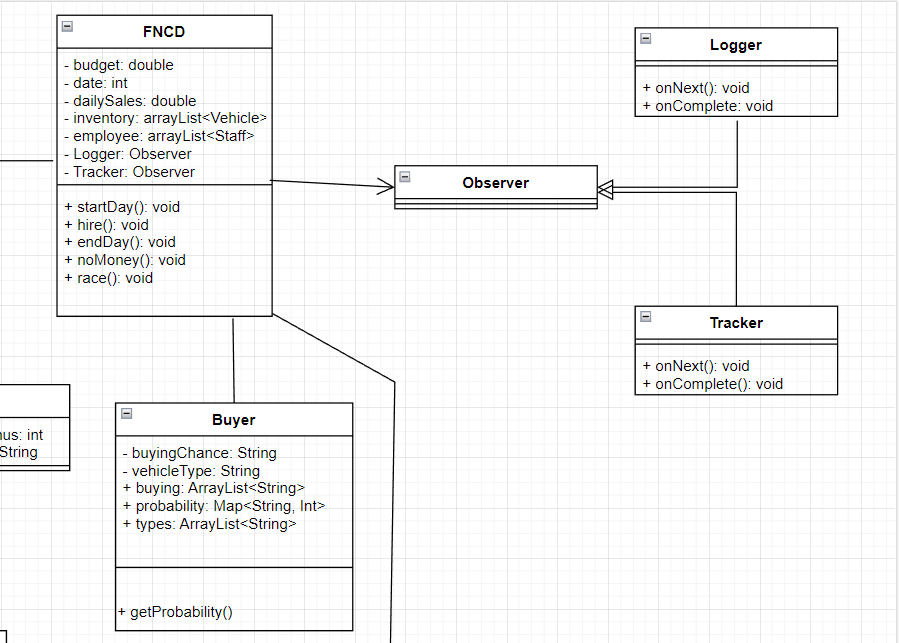 FNCD
- budget: double
- date: int
- dailySales: double
- inventory: arrayList<Vehicle>
- employee: arrayList<Staff>
- Logger: Observer
- Tracker: Observer
+ startDay(): void
+ hire(): void
+ endDay(): void
+ noMoney(): void
+ race(): void
Logger
+ onNext(): void
+ onComplete: void
Observer
Tracker
+ onNext(): void
+ onComplete(): void
: int
String
Buyer
- buyingChance: String
- vehicleType: String
+ buying: ArrayList<String>
+ probability: Map<String, Int>
+ types: ArrayList<String>
+ getProbability()